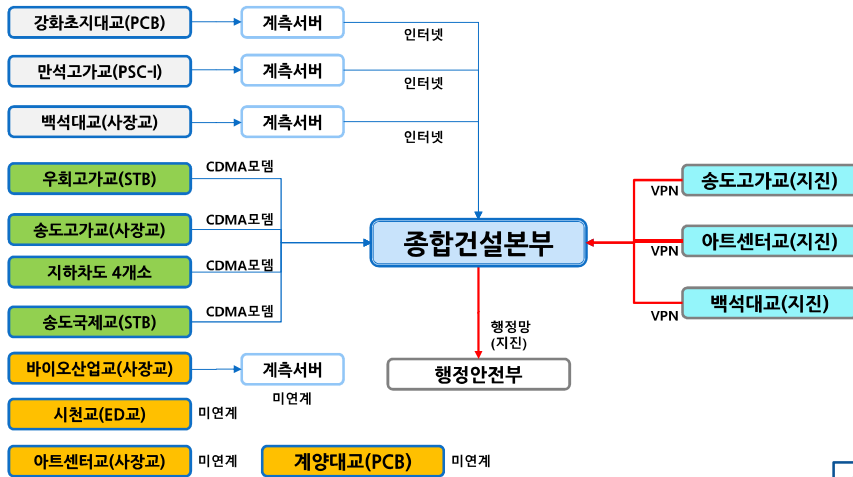 강화초지대교(PCB)
계측서버
인터넷
만석고가교(PSC-I)
계측서버
인터넷
백석대교(사장교)
계측서버
인터넷
우회고가교(STB)
CDMA모뎀
송도고가교(사장교)
CDMA모뎀
지하차도 4개소
CDMA모뎀
송도국제교(STB)
CDMA모뎀
종합건설본부
송도고가교(지진)
VPN
아트센터교(지진)
VPN
백석대교(지진)
VPN
행정망
(지진)
행정안전부
바이오산업교(사장교)
계측서버
미연계
시천교(ED교)
미연계
아트센터교(사장교)
미연계
계양대교(PCB)
미연계